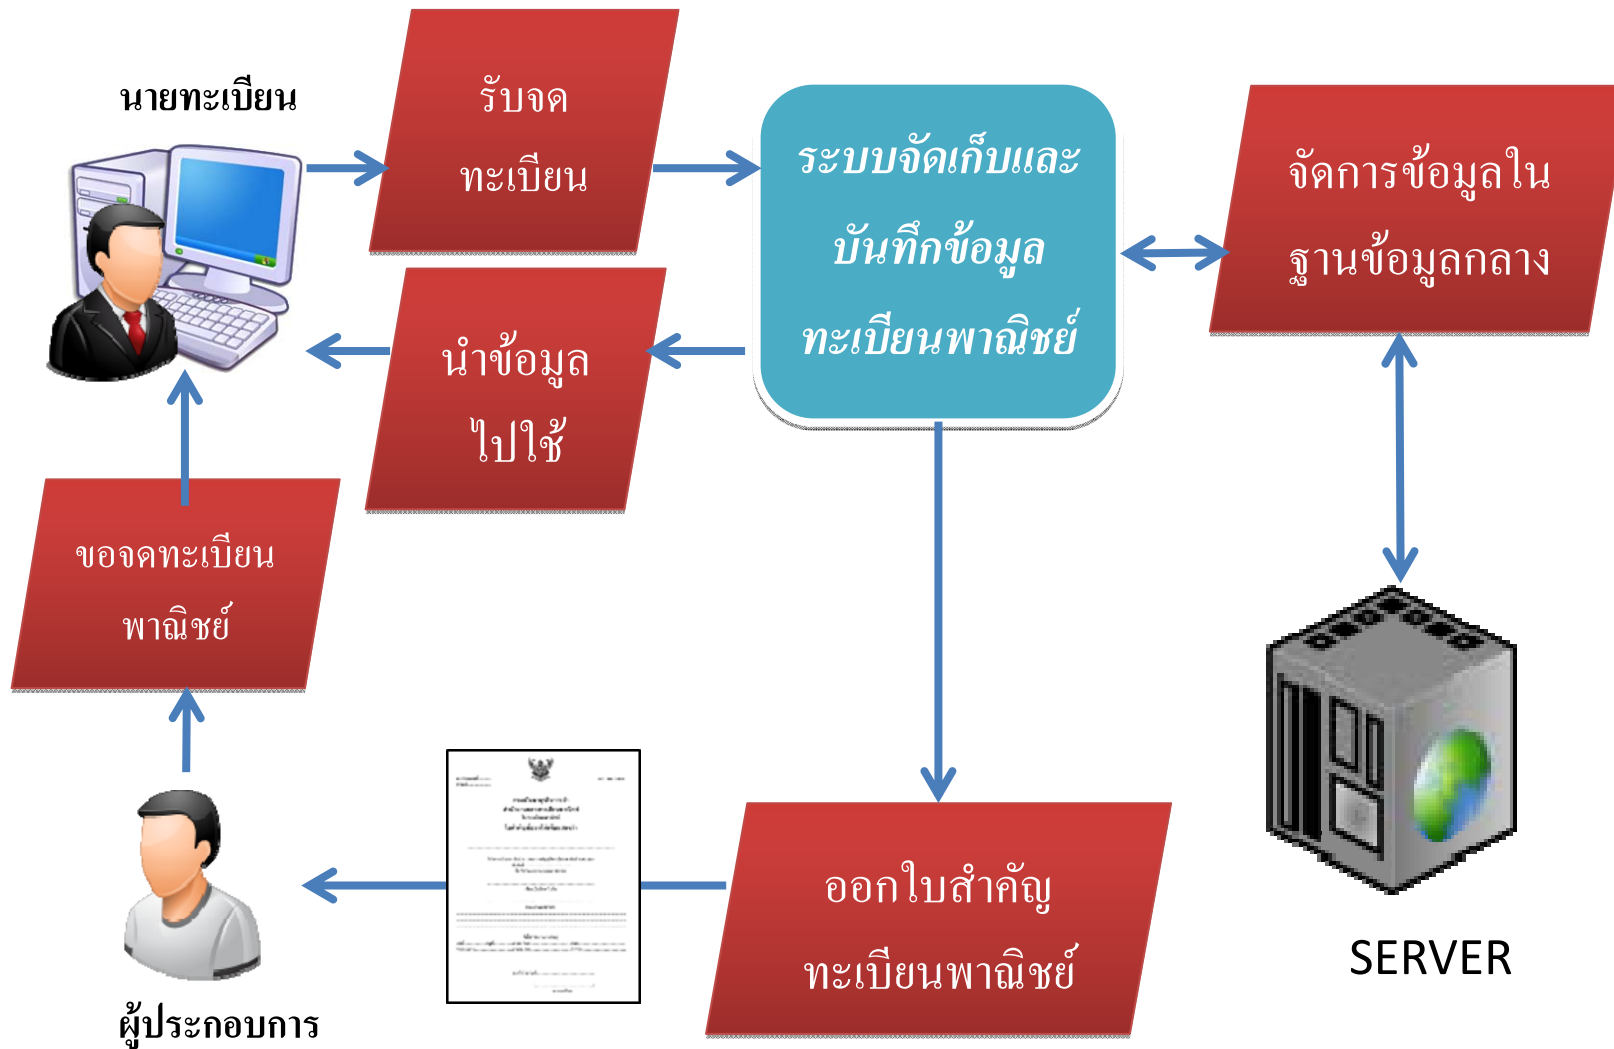 นายทะเบียน
รับจด
ทะเบียน
ระบบจัดเก็บและ
บันทึกข้อมูล
ทะเบียนพาณิชย์
จัดการข้อมูลใน
ฐานข้อมูลกลาง
นำข้อมูล
ไปใช้
ขอจดทะเบียน
พาณิชย์
ออกใบสำคัญ
ทะเบียนพาณิชย์
SERVER
ผู้ประกอบการ